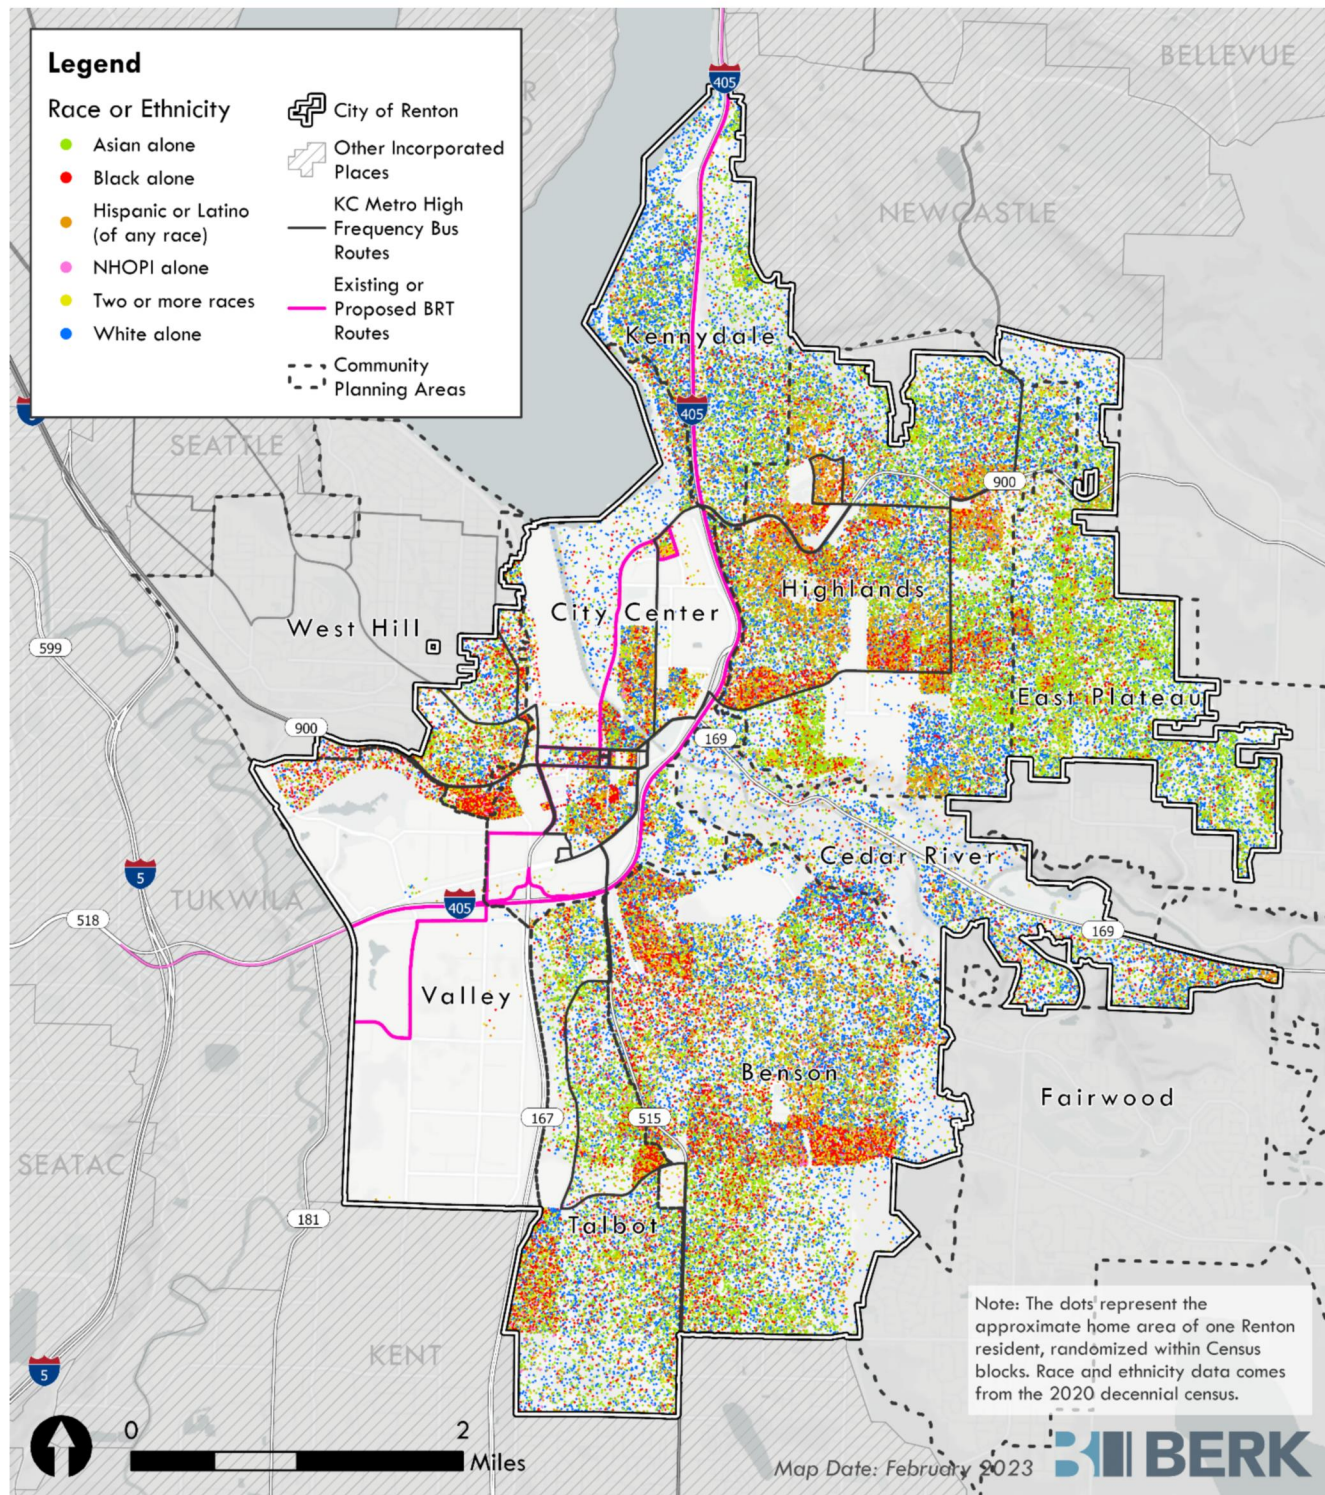 Legend
Race or Ethnicity
Asian alone
Black alone
Hispanic or Latino
(of any race)
NHOPI alone
Two or more races
White alone
City of Renton
Other Incorporated
Places
KC Metro High
Frequency Bus
Routes
Existing or
Proposed BRT
Routes
Community
Planning Areas
405
BELLEVUE
NEWCASTLE
Kennydale
405
SEATTLE
900
Highlands
City Center
West Hill
599
East Plateau
900
169
Cedar River
5
TUKWILA
405
518
169
Valley
Benson
Fairwood
167
515
SEATAC
181
Talbot
KENT
5
Note: The dots represent the
approximate home area of one Renton
resident, randomized within Census
blocks. Race and ethnicity data comes
from the 2020 decennial census.
0
2
Miles
Map Date: February 2023
BERK